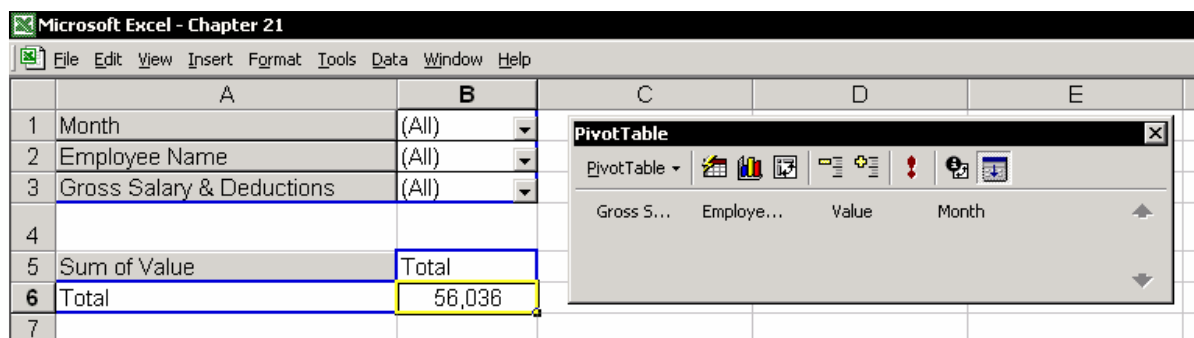 Microsoft Excel - Chapter 21
File Edit View Insert Format Tools Data Window Help
A B C D E
1 Month (All)
2 Employee Name (All)
3 Gross Salary & Deductions (All)
4
5 Sum of Value Total
6 Total 56,036
7
PivotTable
PivotTable
Gross S... Employe... Value Month